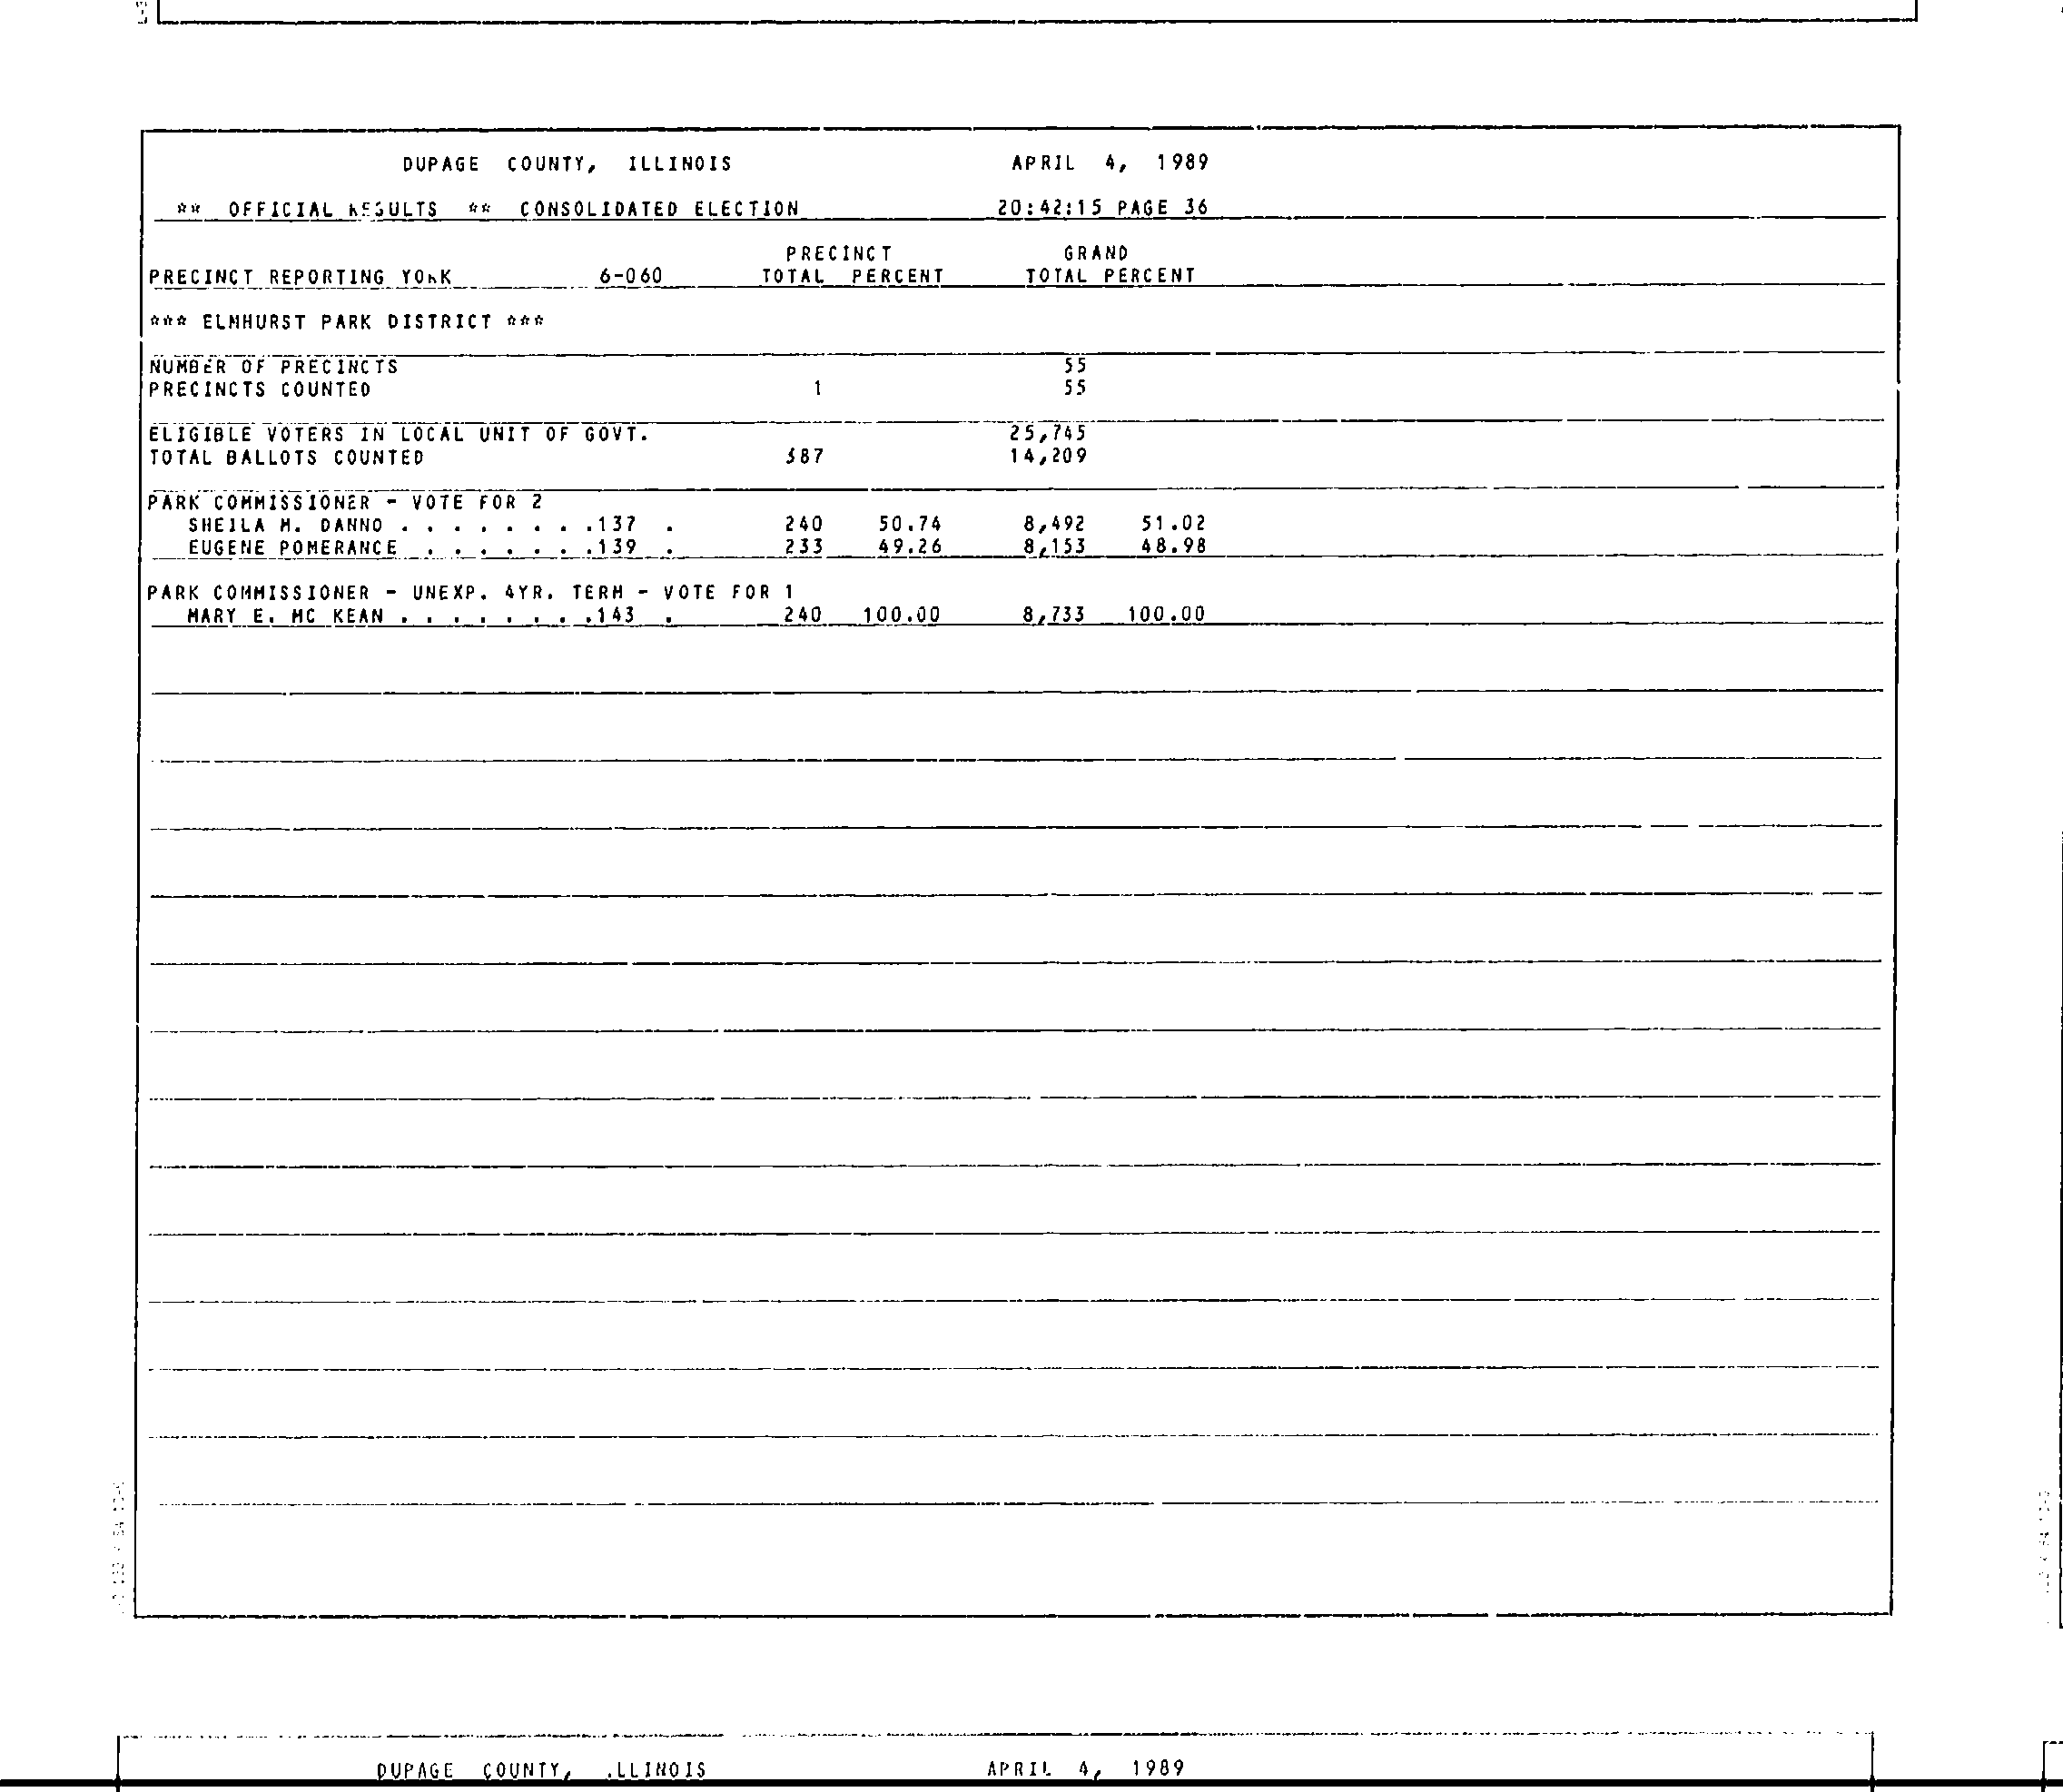 DUPAGE COUNTY, ILLINOIS APRIL 4, 1989
** OFFICIAL RESULTS ** CONSOLIDATED ELECTION 20:42:15 PAGE 36
PRECINCT GRAND
PRECINCT REPORTING YORK 6-060 TOTAL PERCENT TOTAL PERCENT
*** ELMHURST PARK DISTRICT ***
NUMBER OF PRECINCTS 55
PRECINCTS COUNTED 1 55
ELIGIBLE VOTERS IN LOCAL UNIT OF GOVT. 25,745
TOTAL BALLOTS COUNTED 387 14,209
PARK COMMISSIONER - VOTE FOR 2
SHEILA M. DANNO . . . . . . . .137 . 240 50.74 8,492 51.02
EUGENE POMERANCE . . . . . . .139 . 233 49.26 8,153 48.98
PARK COMMISSIONER - UNEXP. 4YR. TERM - VOTE FOR 1
MARY E. MC KEAN . . . . . . . .143 . 240 100.00 8,733 100.00
DUPAGE COUNTY, ILLINOIS APRIL 4, 1989